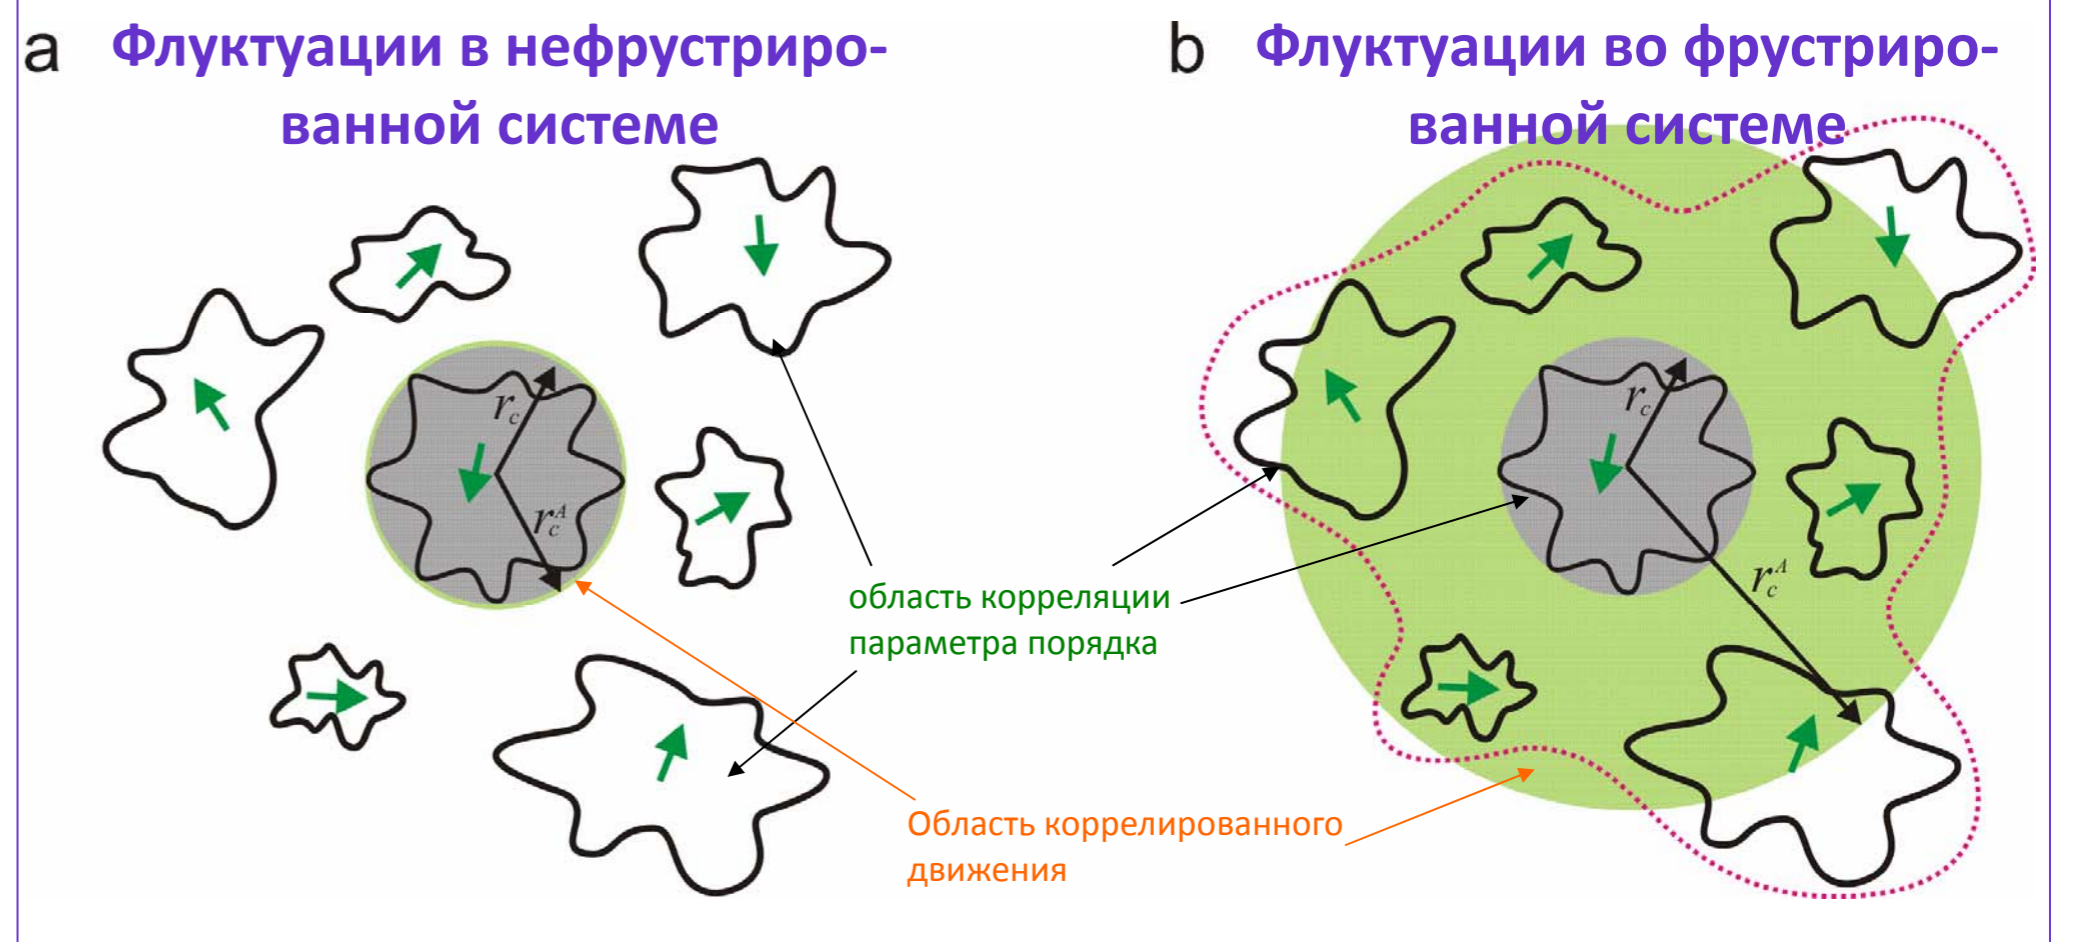 a
Флуктуации в нефрустриро-
ванной системе
b
Флуктуации во фрустриро-
ванной системе
r_c
r_c^A
r_c
r_c^A
область корреляции
параметра порядка
Область коррелированного
движения